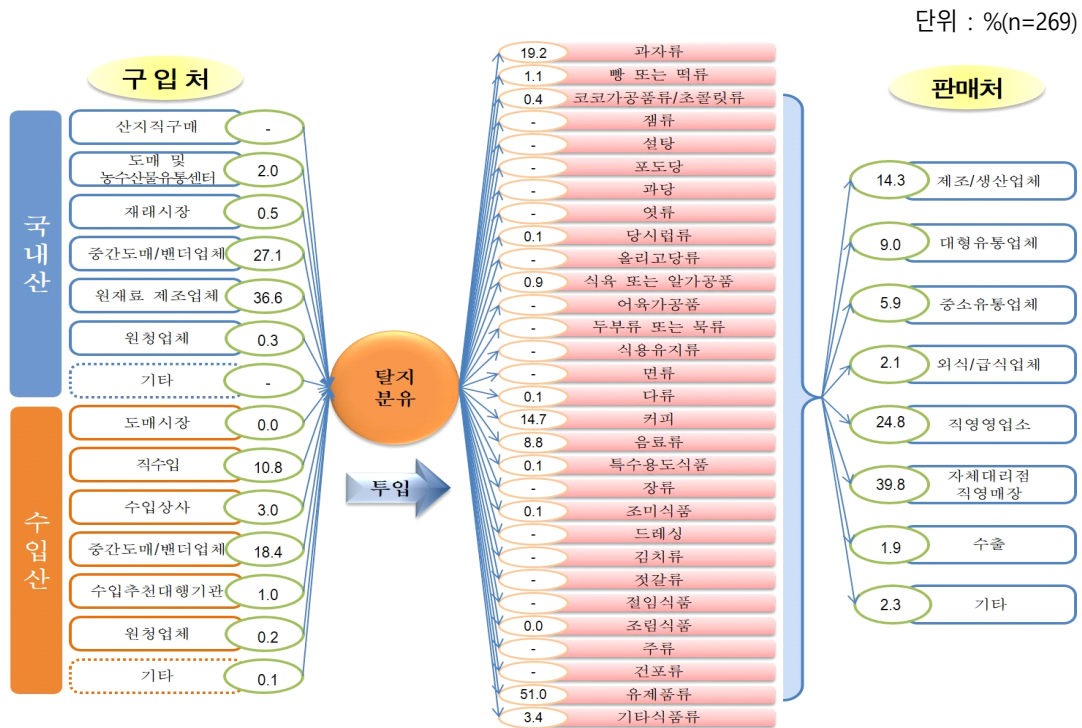 단위 : %(n=269)
구입처
국내산
산지직구매
-
도매 및
농수산물유통센터
2.0
재래시장
0.5
중간도매/밴더업체
27.1
원재료 제조업체
36.6
원청업체
0.3
기타
-
수입산
도매시장
0.0
직수입
10.8
수입상사
3.0
중간도매/밴더업체
18.4
수입추천대행기관
1.0
원청업체
0.2
기타
0.1
탈지
분유
투입
19.2 과자류
1.1 빵 또는 떡류
0.4 코코가공품류/초콜릿류
- 잼류
- 설탕
- 포도당
- 과당
- 엿류
0.1 당시럽류
- 올리고당류
0.9 식육 또는 알가공품
- 어육가공품
- 두부류 또는 묵류
- 식용유지류
- 면류
0.1 다류
14.7 커피
8.8 음료류
0.1 특수용도식품
- 장류
0.1 조미식품
- 드레싱
- 김치류
- 젓갈류
- 절임식품
0.0 조림식품
- 주류
- 건포류
51.0 유제품류
3.4 기타식품류
판매처
14.3 제조/생산업체
9.0 대형유통업체
5.9 중소유통업체
2.1 외식/급식업체
24.8 직영영업소
39.8 자체대리점
직영매장
1.9 수출
2.3 기타